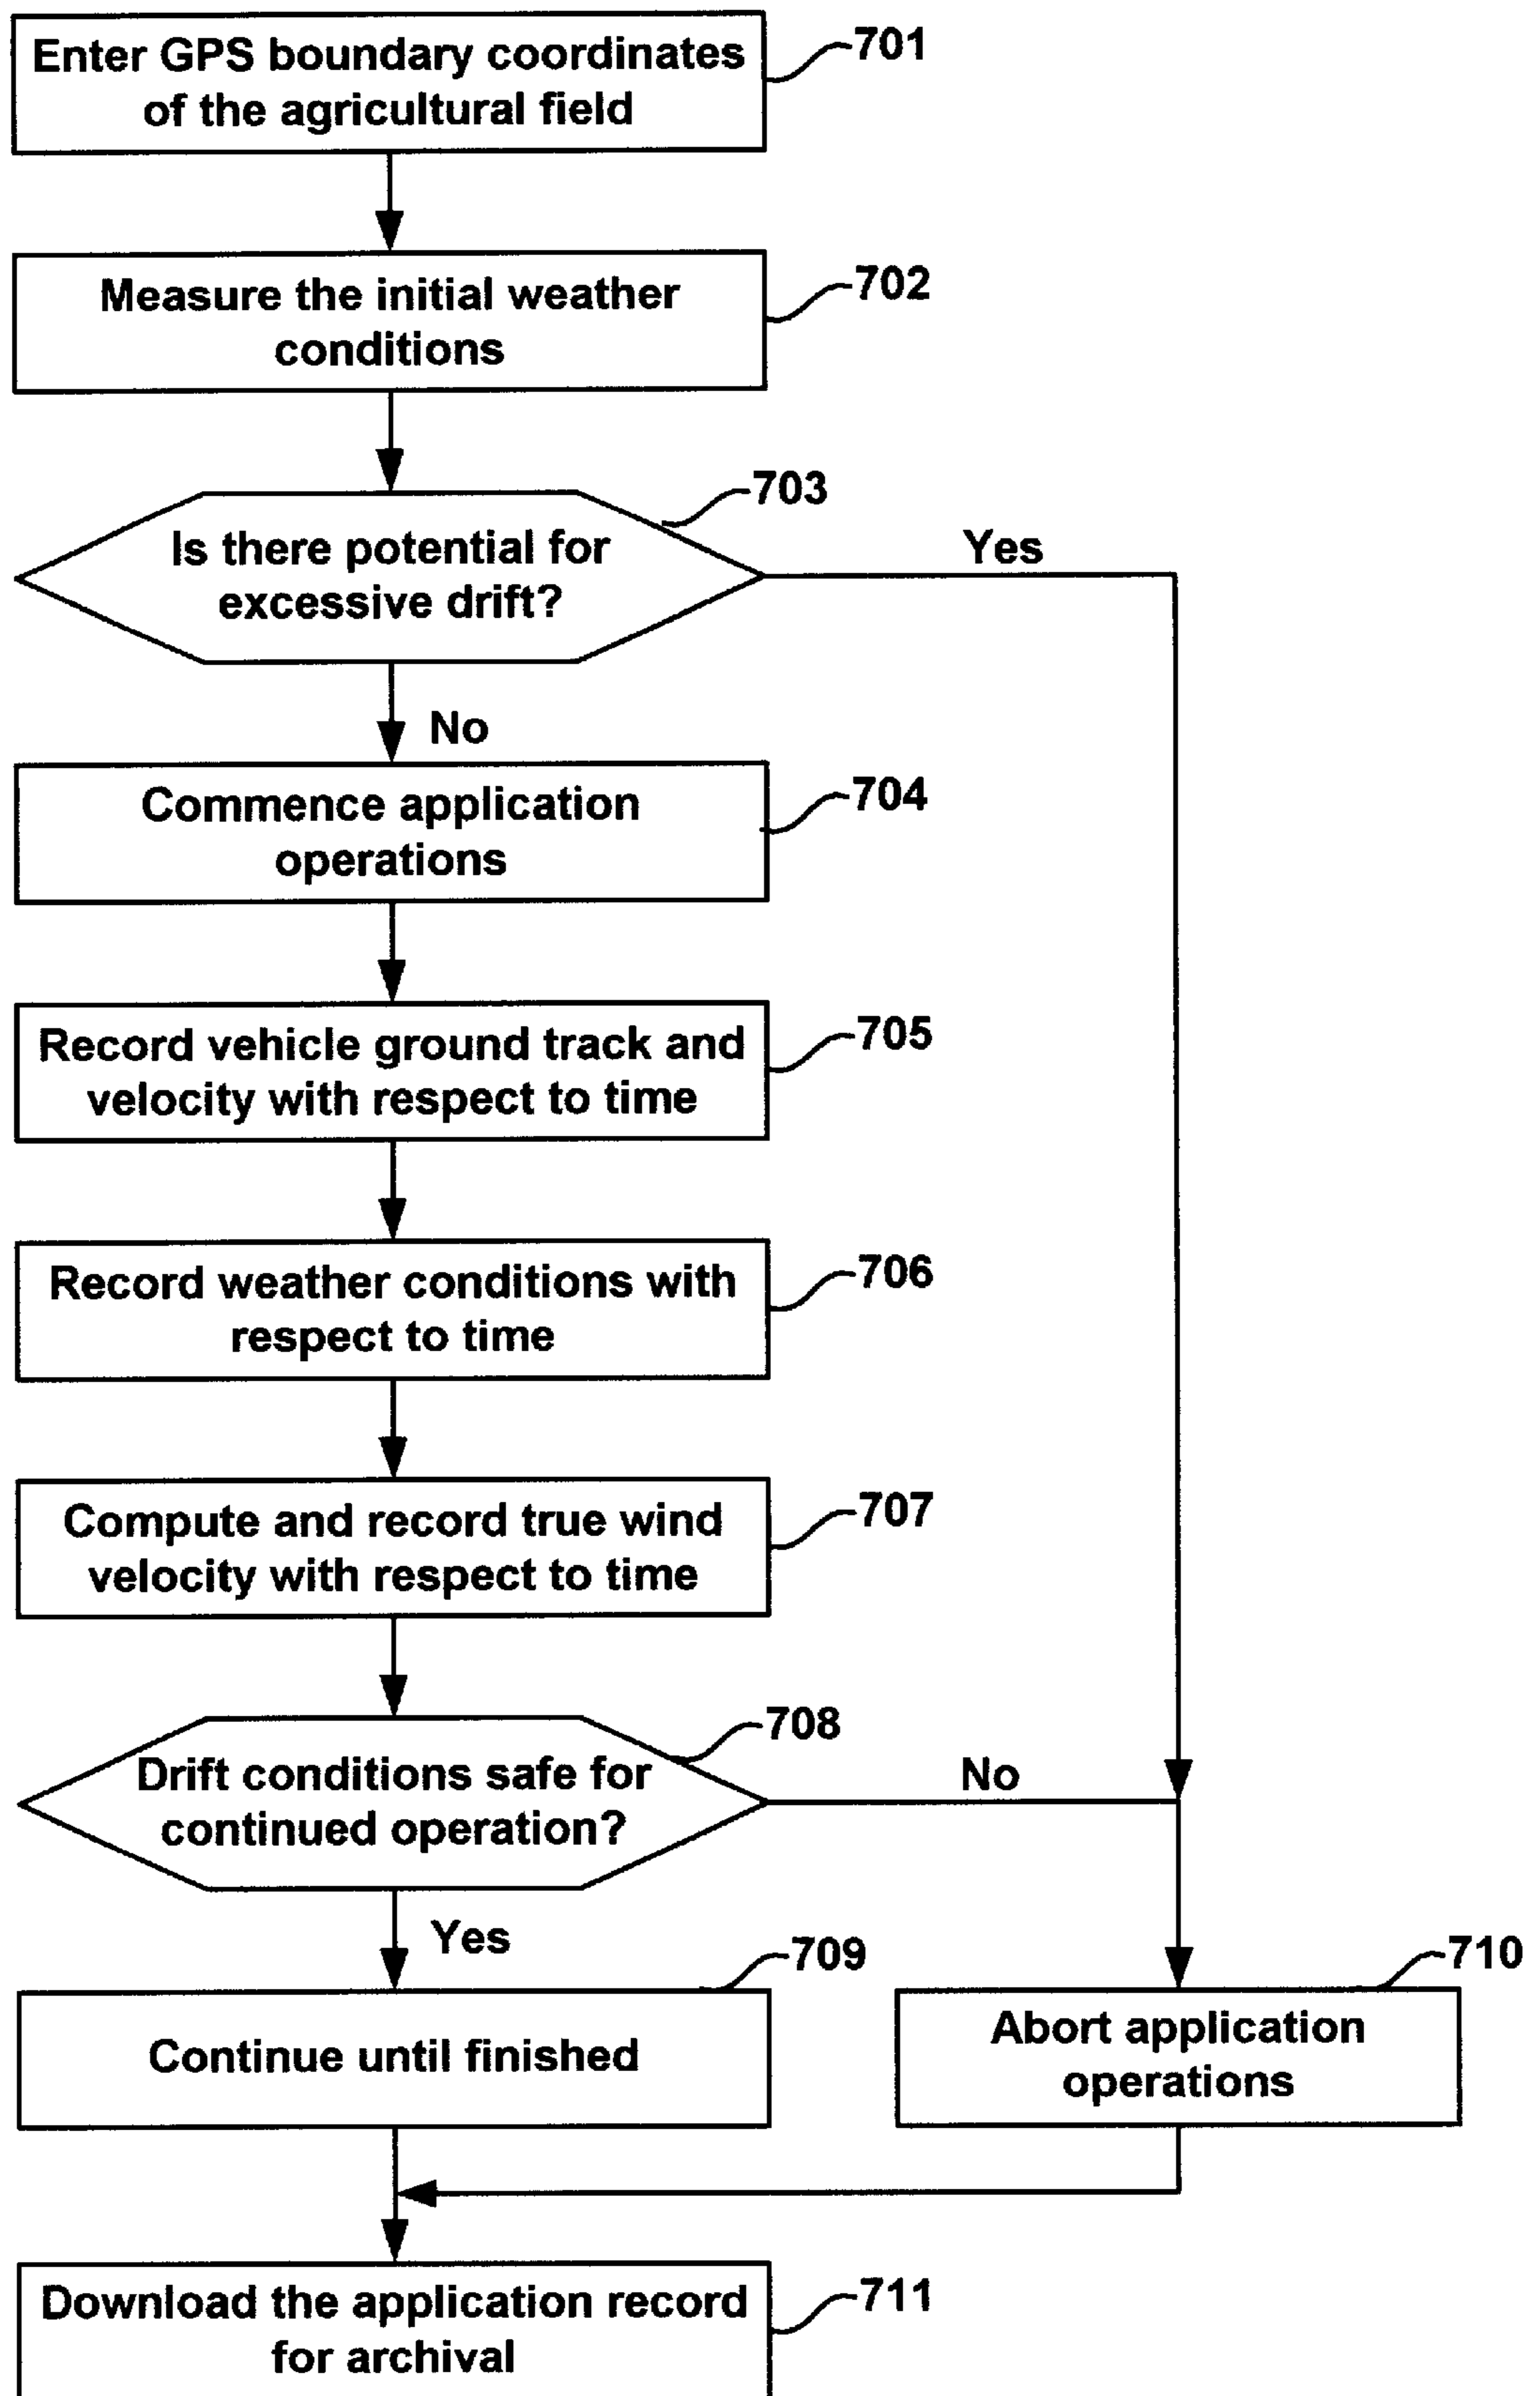 Enter GPS boundary coordinates
of the agricultural field
701
Measure the initial weather
conditions
702
703
Is there potential for
excessive drift?
Yes
No
Commence application
operations
704
Record vehicle ground track and
velocity with respect to time
705
Record weather conditions with
respect to time
706
Compute and record true wind
velocity with respect to time
707
708
Drift conditions safe for
continued operation?
No
Yes
709
Continue until finished
710
Abort application
operations
Download the application record
for archival
711